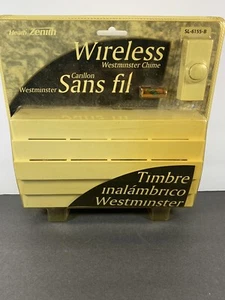 Heath Zenith
SL-6155-B
Wireless
Westminster Chime
Carillon
Westminster Sans fil
Timbre
inalámbrico
Westminster